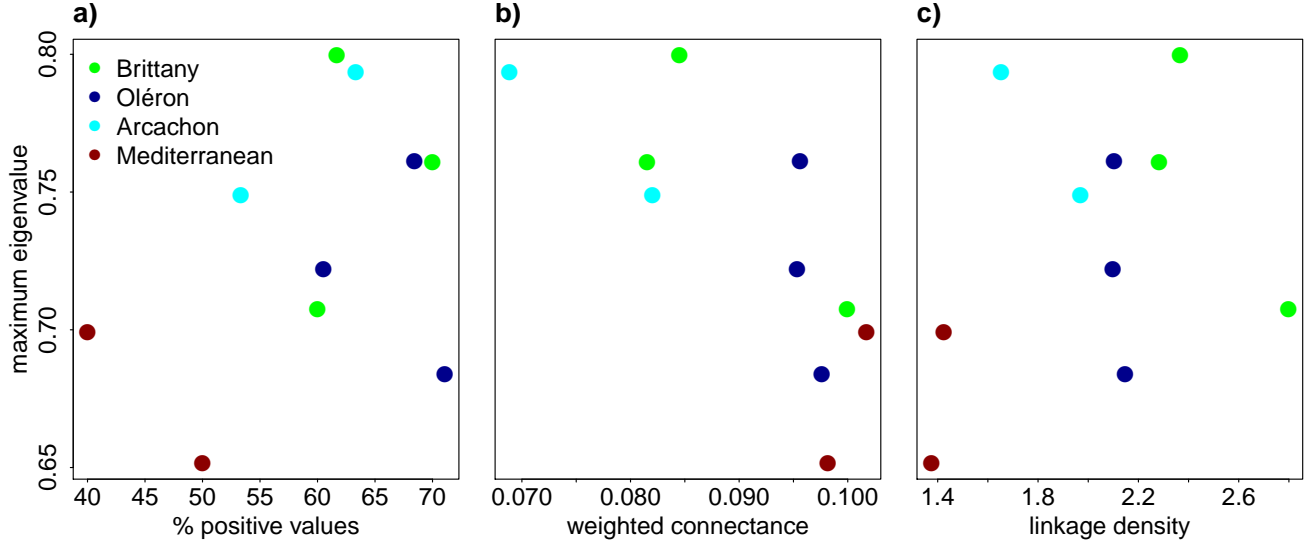 a) b) c)
Brittany
Oléron
Arcachon
Mediterranean
maximum eigenvalue
0.80
0.75
0.70
0.65
40 45 50 55 60 65 70
% positive values
0.070 0.080 0.090 0.100
weighted connectance
1.4 1.8 2.2 2.6
linkage density